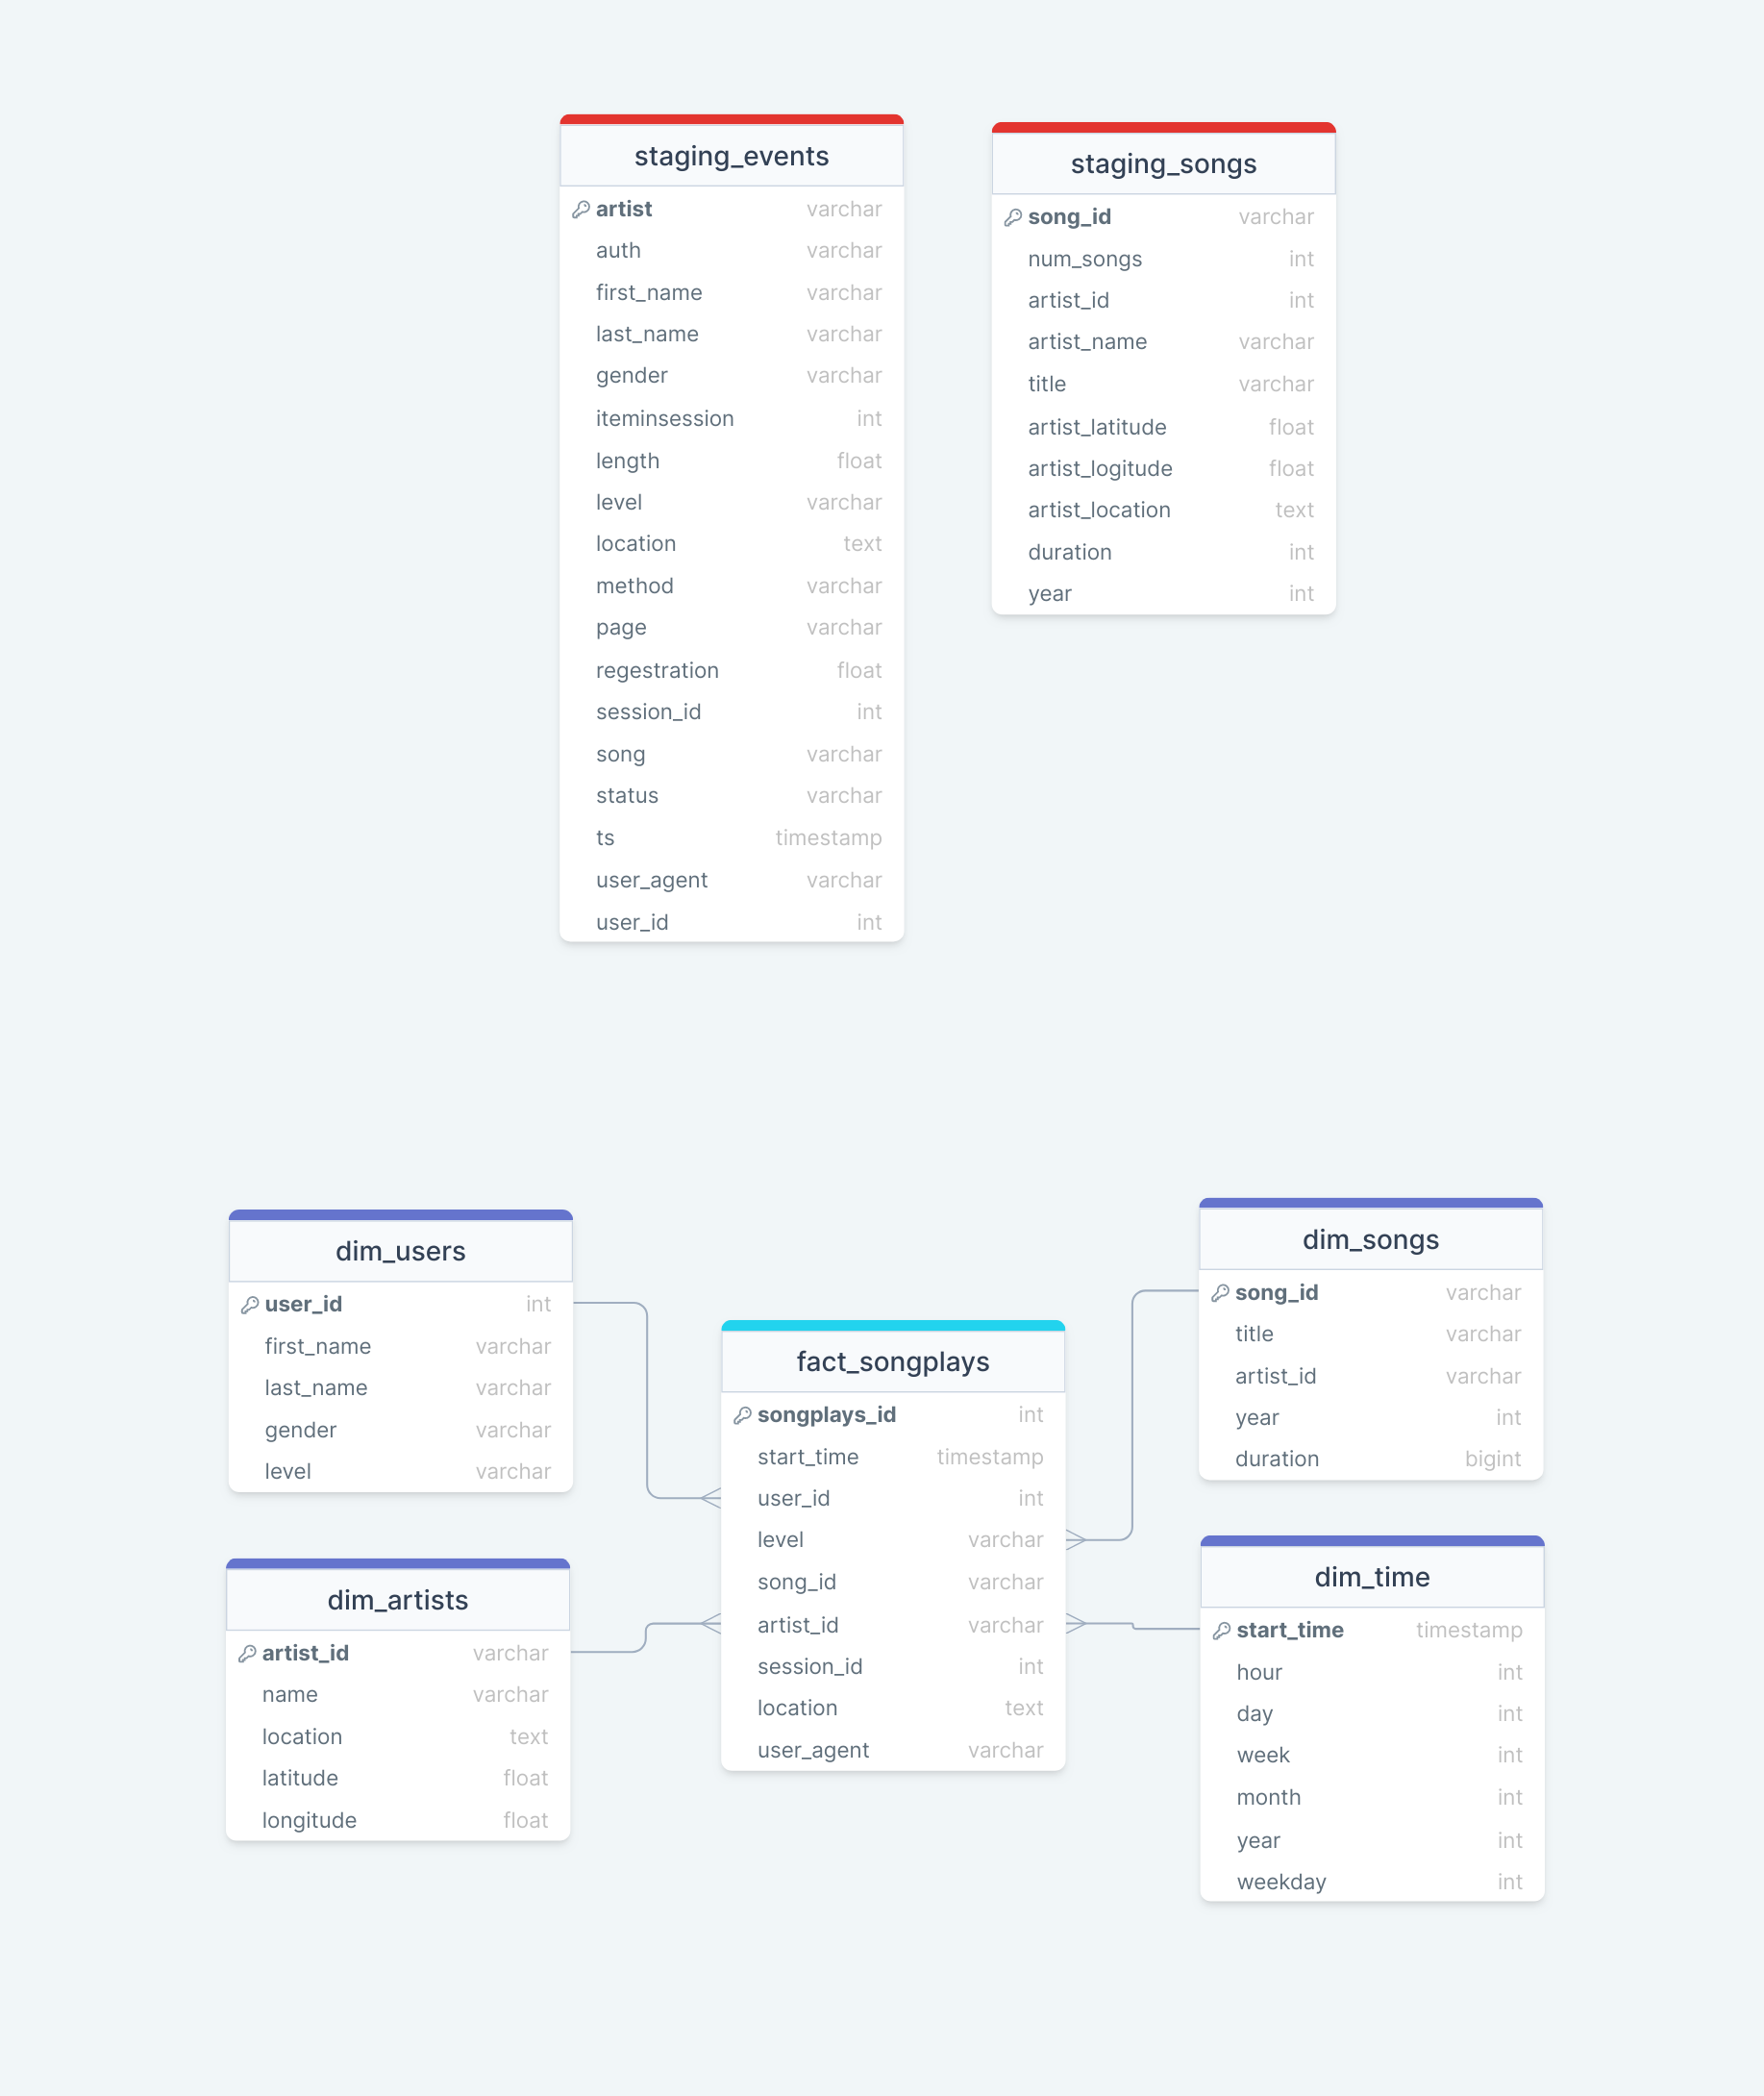 staging_events
artist varchar
auth varchar
first_name varchar
last_name varchar
gender varchar
iteminsession int
length float
level varchar
location text
method varchar
page varchar
regestration float
session_id int
song varchar
status varchar
ts timestamp
user_agent varchar
user_id int
staging_songs
song_id varchar
num_songs int
artist_id int
artist_name varchar
title varchar
artist_latitude float
artist_logitude float
artist_location text
duration int
year int
dim_users
user_id int
first_name varchar
last_name varchar
gender varchar
level varchar
dim_artists
artist_id varchar
name varchar
location text
latitude float
longitude float
fact_songplays
songplays_id int
start_time timestamp
user_id int
level varchar
song_id varchar
artist_id varchar
session_id int
location text
user_agent varchar
dim_songs
song_id varchar
title varchar
artist_id varchar
year int
duration bigint
dim_time
start_time timestamp
hour int
day int
week int
month int
year int
weekday int